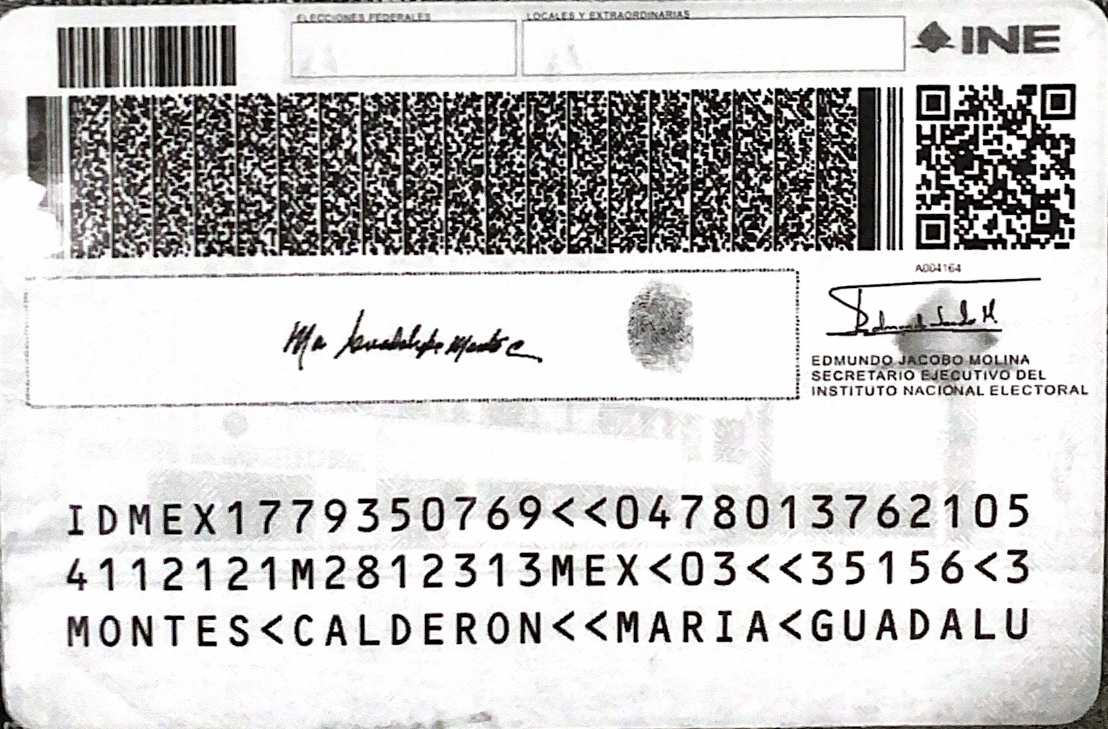 ELECCIONES FEDERALES
LOCALES Y EXTRAORDINARIAS
INE
A004164
Ma Guadalupe Montes C
EDMUNDO JACOBO MOLINA
SECRETARIO EJECUTIVO DEL
INSTITUTO NACIONAL ELECTORAL
IDMEX1779350769<<0478013762105
4112121M2812313MEX<03<<35156<3
MONTES<CALDERON<<MARIA<GUADALU